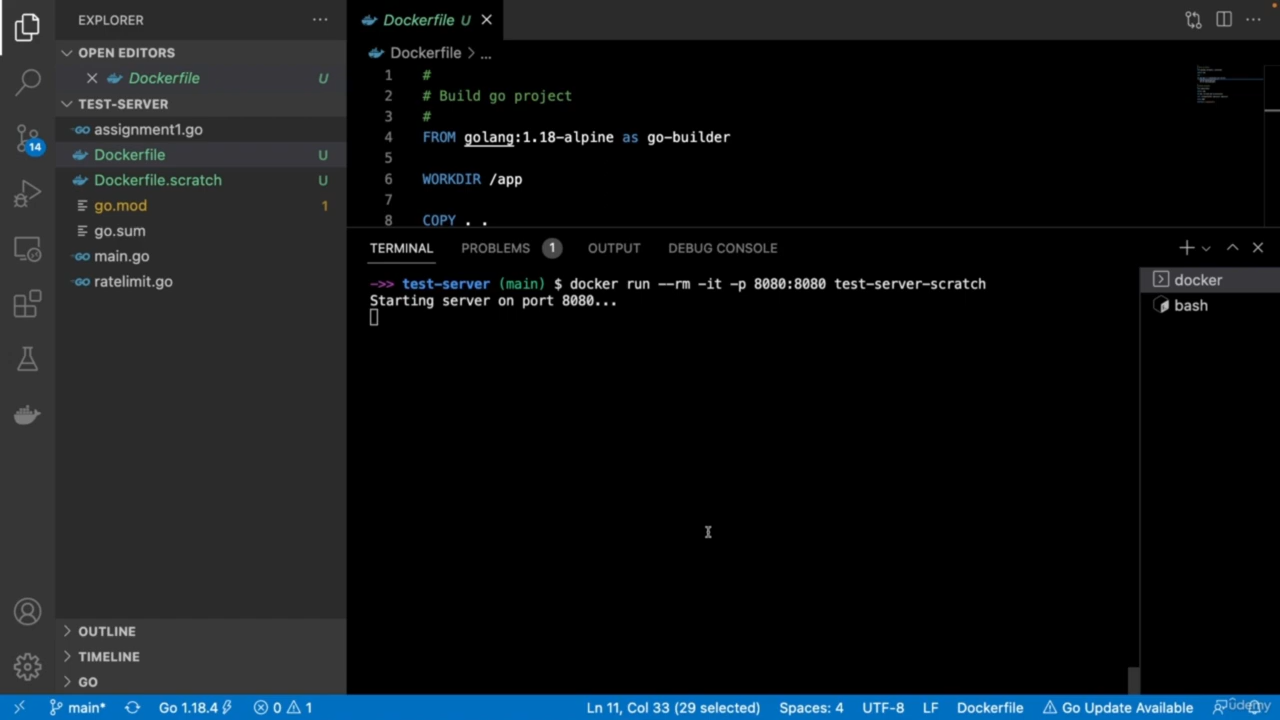 EXPLORER
OPEN EDITORS
Dockerfile U
TEST-SERVER
assignment1.go
Dockerfile U
Dockerfile.scratch U
go.mod 1
go.sum
main.go
ratelimit.go
14
OUTLINE
TIMELINE
GO
Dockerfile U
Dockerfile > ...
1 #
2 # Build go project
3 #
4 FROM golang:1.18-alpine as go-builder
5
6 WORKDIR /app
7
8 COPY . .
TERMINAL PROBLEMS 1 OUTPUT DEBUG CONSOLE
->> test-server (main) $ docker run --rm -it -p 8080:8080 test-server-scratch
Starting server on port 8080...
docker
bash
main* Go 1.18.4 0 1 Ln 11, Col 33 (29 selected) Spaces: 4 UTF-8 LF Dockerfile Go Update Available
Udemy